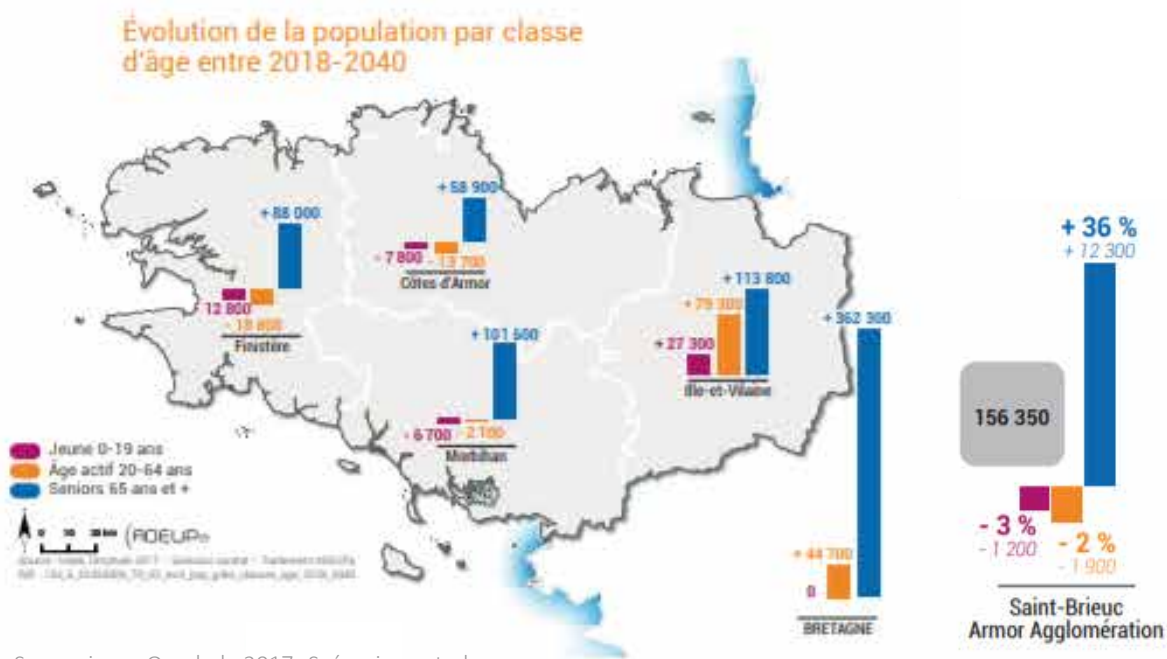 Évolution de la population par classe
d'âge entre 2018-2040
+ 88 000
12 800
Finistère
+ 58 900
- 7 800
- 13 700
Côtes d'Armor
+ 101 600
- 6 700
- 2 100
Morbihan
+ 113 800
+ 79 300
+ 27 300
Ille-et-Vilaine
+ 362 300
+ 44 700
0
BRETAGNE
+ 36 %
+ 12 300
156 350
- 3 %
- 1 200
- 2 %
- 1 900
Saint-Brieuc
Armor Agglomération
Jeune 0-19 ans
Âge actif 20-64 ans
Seniors 65 ans et +
ADEUPa